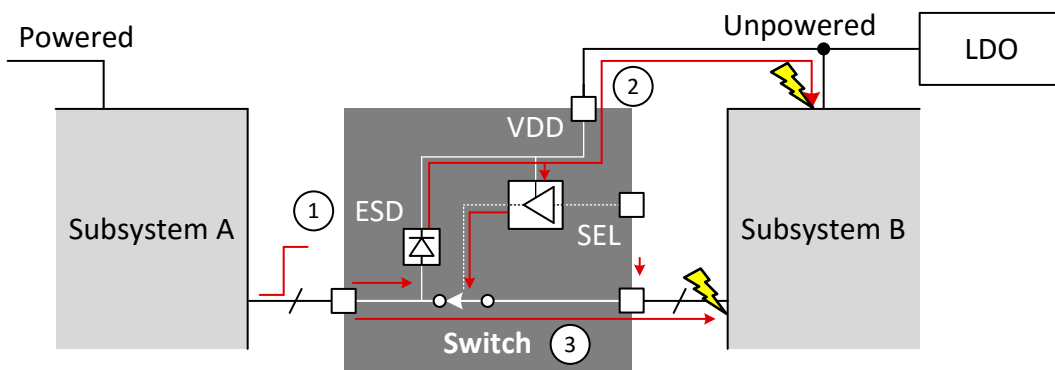 Powered
Unpowered
LDO
2
VDD
1
ESD
Subsystem A
SEL
Subsystem B
Switch
3